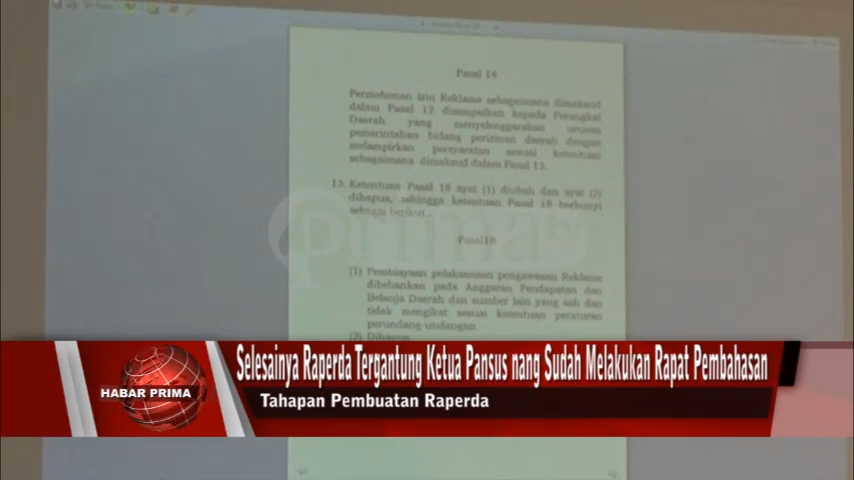 Pasal 14
Permohonan izin Reklame sebagaimana dimaksud
dalam Pasal 12 disampaikan kepada Perangkat
Daerah yang menyelenggarakan urusan
pemerintahan bidang perizinan daerah dengan
melampirkan persyaratan sesuai ketentuan
sebagaimana dimaksud dalam Pasal 13.
13. Ketentuan Pasal 18 ayat (1) diubah dan ayat (2)
dihapus, sehingga ketentuan Pasal 18 berbunyi
sebagai berikut :
prima tv
Pasal 18
(1) Pembiayaan pelaksanaan pengawasan Reklame
dibebankan pada Anggaran Pendapatan dan
Belanja Daerah dan sumber lain yang sah dan
tidak mengikat sesuai ketentuan peraturan
perundang-undangan.
(2) Dihapus
Selesainya Raperda Tergantung Ketua Pansus nang Sudah Melakukan Rapat Pembahasan
HABAR PRIMA
Tahapan Pembuatan Raperda